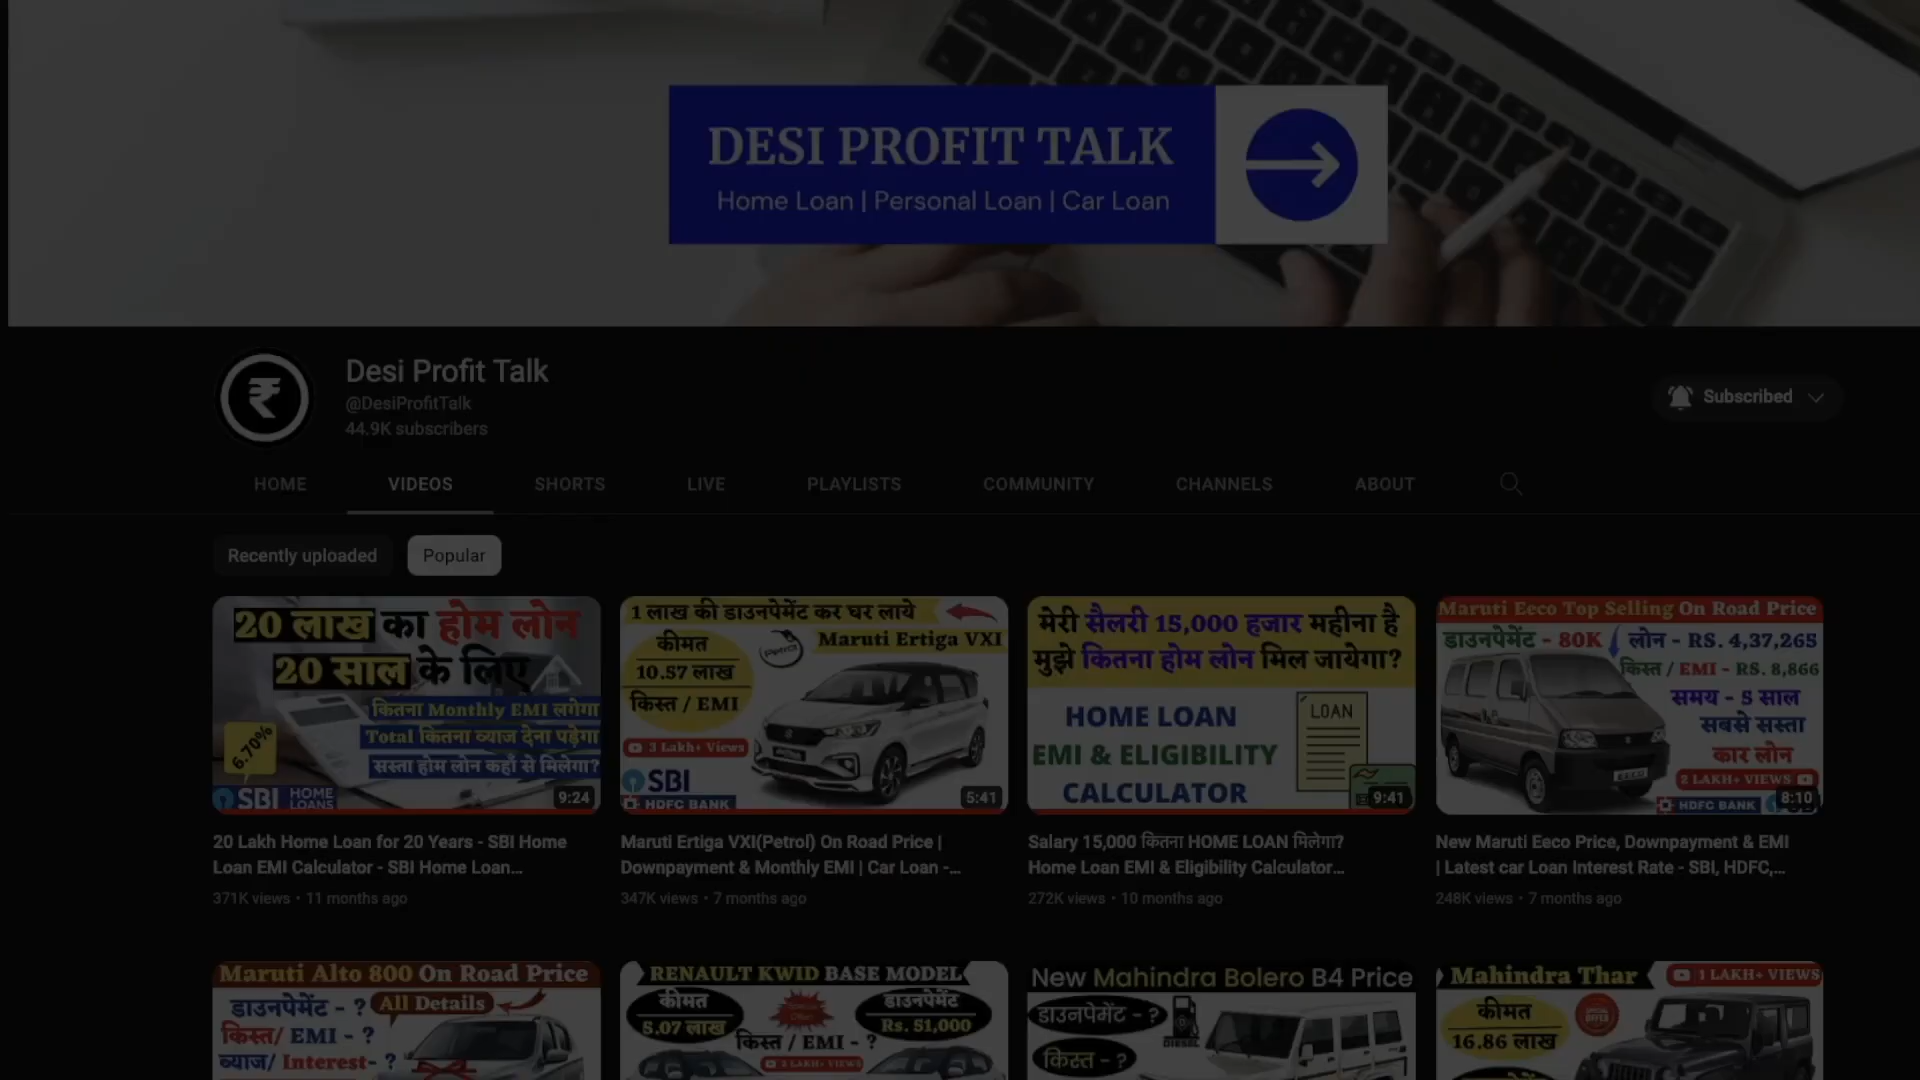 DESI PROFIT TALK
Home Loan | Personal Loan | Car Loan
₹
Desi Profit Talk
@DesiProfitTalk
44.9K subscribers
Subscribed
HOME VIDEOS SHORTS LIVE PLAYLISTS COMMUNITY CHANNELS ABOUT
Recently uploaded Popular
20 लाख का होम लोन
20 साल के लिए
कितना Monthly EMI लगेगा
Total कितना ब्याज देना पड़ेगा
सस्ता होम लोन कहाँ से मिलेगा?
6.70%
SBI HOME LOANS
9:24
1 लाख की डाउनपेमेंट कर घर लाये
कीमत
10.57 लाख
किस्त / EMI
Petrol
Maruti Ertiga VXI
3 Lakh+ Views
SBI
HDFC BANK
5:41
मेरी सैलरी 15,000 हजार महीना है
मुझे कितना होम लोन मिल जायेगा?
HOME LOAN
EMI & ELIGIBILITY
CALCULATOR
LOAN
9:41
Maruti Eeco Top Selling On Road Price
डाउनपेमेंट - 80K लोन - RS. 4,37,265
किस्त / EMI - RS. 8,866
समय - 5 साल
सबसे सस्ता
कार लोन
2 LAKH+ VIEWS
HDFC BANK
8:10
20 Lakh Home Loan for 20 Years - SBI Home
Loan EMI Calculator - SBI Home Loan...
371K views • 11 months ago
Maruti Ertiga VXI(Petrol) On Road Price |
Downpayment & Monthly EMI | Car Loan -...
347K views • 7 months ago
Salary 15,000 कितना HOME LOAN मिलेगा?
Home Loan EMI & Eligibility Calculator...
272K views • 10 months ago
New Maruti Eeco Price, Downpayment & EMI
| Latest car Loan Interest Rate - SBI, HDFC,...
248K views • 7 months ago
Maruti Alto 800 On Road Price
डाउनपेमेंट - ? All Details
किस्त/ EMI - ?
ब्याज/ Interest- ?
RENAULT KWID BASE MODEL
कीमत
5.07 लाख
डाउनपेमेंट
Rs. 51,000
किस्त / EMI - ?
2 LAKH+ VIEWS
New Mahindra Bolero B4 Price
डाउनपेमेंट - ?
DIESEL
किस्त - ?
Mahindra Thar
1 LAKH+ VIEWS
कीमत
16.86 लाख
SPECIAL OFFER